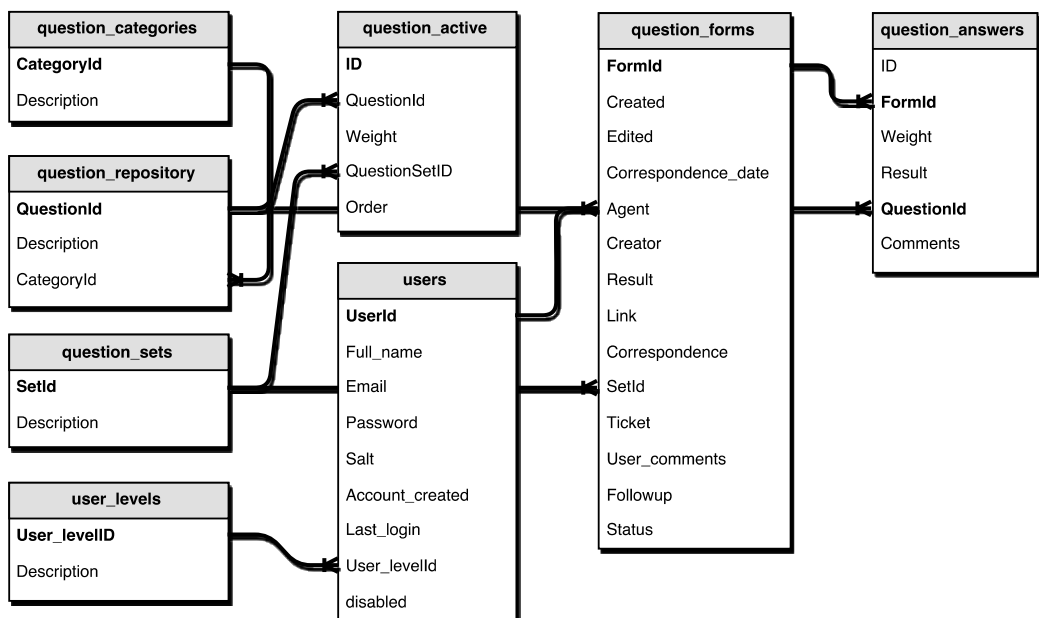 question_categories
CategoryId
Description
question_repository
QuestionId
Description
CategoryId
question_sets
SetId
Description
user_levels
User_levelID
Description
question_active
ID
QuestionId
Weight
QuestionSetID
Order
users
UserId
Full_name
Email
Password
Salt
Account_created
Last_login
User_levelId
disabled
question_forms
FormId
Created
Edited
Correspondence_date
Agent
Creator
Result
Link
Correspondence
SetId
Ticket
User_comments
Followup
Status
question_answers
ID
FormId
Weight
Result
QuestionId
Comments